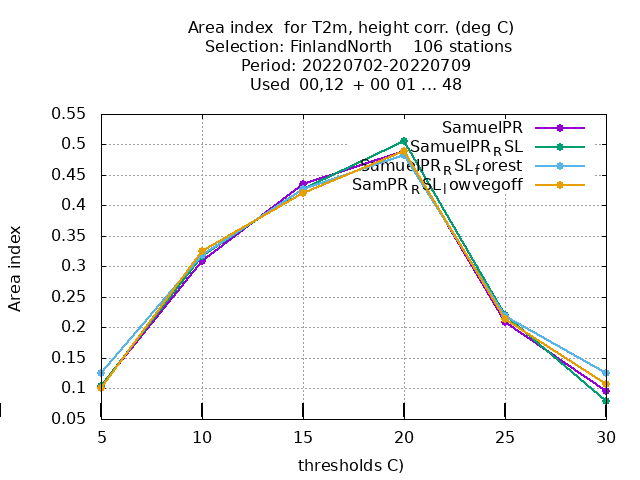 Area index  for T2m, height corr. (deg C)
Selection: FinlandNorth    106 stations
Period: 20220702-20220709
Used  00,12  + 00 01 ... 48
SamuelPR
SamuelPR_RSL
SamuelPR_RSL_forest
SamPR_RSL_lowvegoff
0.55
0.5
0.45
0.4
0.35
0.3
0.25
0.2
0.15
0.1
0.05
Area index
5 10 15 20 25 30
thresholds C)